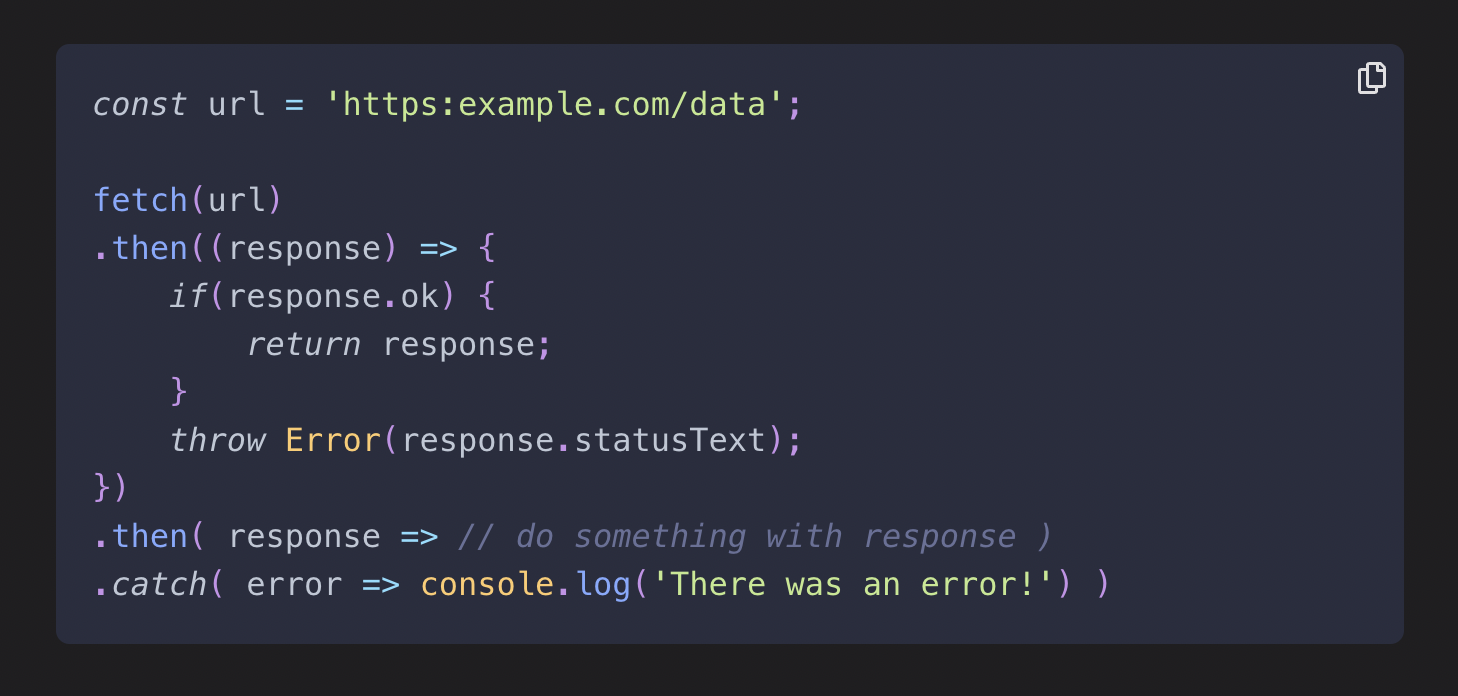 const url = 'https:example.com/data';

fetch(url)
.then((response) => {
    if(response.ok) {
        return response;
    }
    throw Error(response.statusText);
})
.then( response => // do something with response )
.catch( error => console.log('There was an error!') )